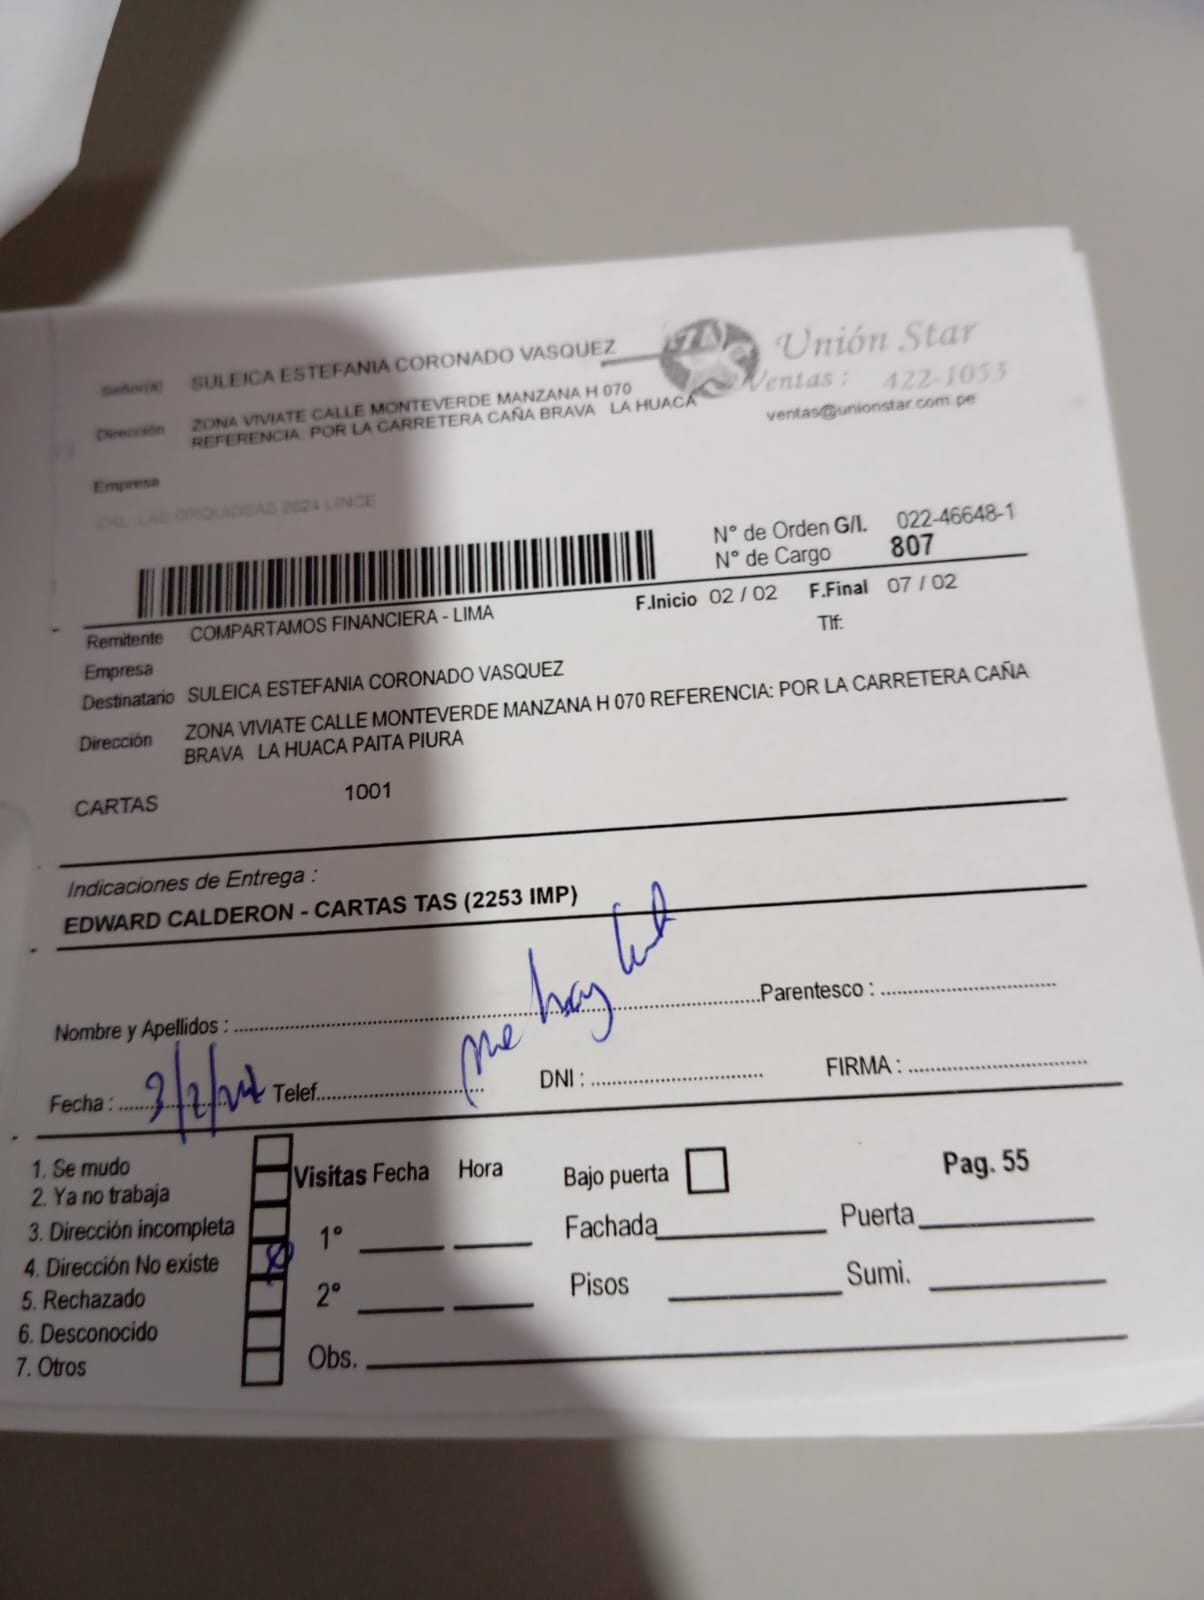 Señor(a) SULEICA ESTEFANIA CORONADO VASQUEZ
Unión Star
Ventas: 422-1053
ventas@unionstar.com.pe
Dirección ZONA VIVIATE CALLE MONTEVERDE MANZANA H 070
REFERENCIA: POR LA CARRETERA CAÑA BRAVA LA HUACA
Empresa
CAL. LAS ORQUIDEAS 2624 LINCE
N° de Orden G/I. 022-46648-1
N° de Cargo 807
F.Inicio 02 / 02 F.Final 07 / 02
Remitente COMPARTAMOS FINANCIERA - LIMA
Tlf:
Empresa
Destinatario SULEICA ESTEFANIA CORONADO VASQUEZ
Dirección ZONA VIVIATE CALLE MONTEVERDE MANZANA H 070 REFERENCIA: POR LA CARRETERA CAÑA
BRAVA LA HUACA PAITA PIURA
CARTAS 1001
Indicaciones de Entrega :
EDWARD CALDERON - CARTAS TAS (2253 IMP)
hay
Nombre y Apellidos : Parentesco :
Fecha : 3/2/ Telef. DNI : FIRMA :
1. Se mudo
2. Ya no trabaja
3. Dirección incompleta
4. Dirección No existe
5. Rechazado
6. Desconocido
7. Otros
Visitas Fecha Hora
1°
2°
Obs.
Bajo puerta
Pag. 55
Fachada Puerta
Pisos Sumi.